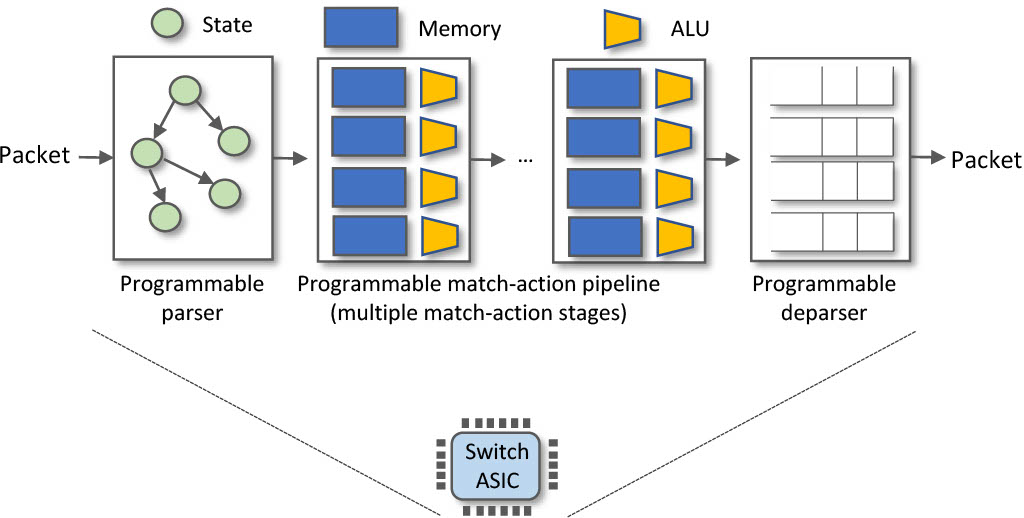 State
Memory
ALU
Packet
...
Packet
Programmable
parser
Programmable match-action pipeline
(multiple match-action stages)
Programmable
deparser
Switch
ASIC